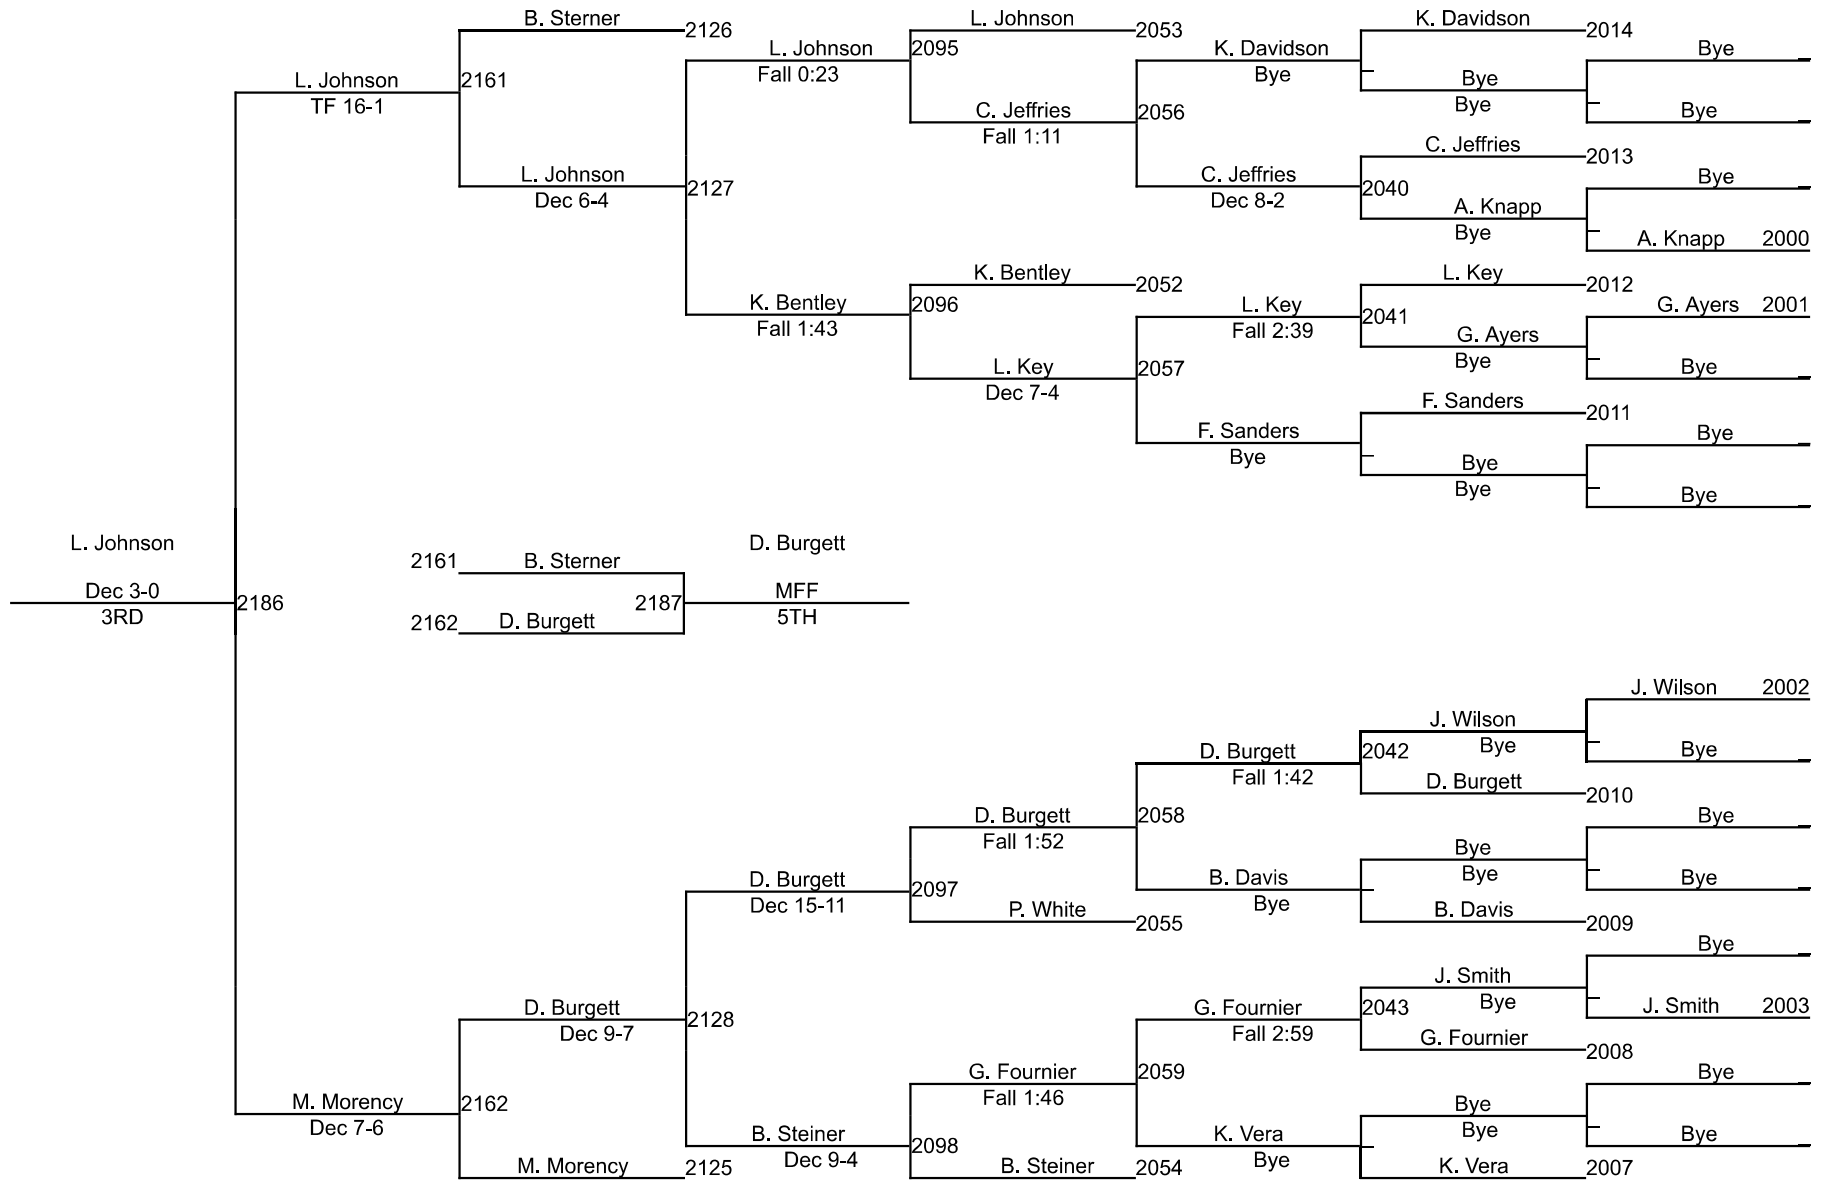 B. Sterner
2126
L. Johnson
TF 16-1
2161
L. Johnson
Dec 6-4
2127
L. Johnson
Fall 0:23
2095
L. Johnson
2053
C. Jeffries
Fall 1:11
2056
K. Davidson
Bye
K. Davidson
2014
Bye
Bye
Bye
Bye
C. Jeffries
Dec 8-2
2040
C. Jeffries
2013
A. Knapp
Bye
Bye
A. Knapp 2000
K. Bentley
Fall 1:43
2096
K. Bentley
2052
L. Key
Dec 7-4
2057
L. Key
Fall 2:39
2041
L. Key
2012
G. Ayers
Bye
G. Ayers 2001
Bye
F. Sanders
Bye
F. Sanders
2011
Bye
Bye
Bye
Bye
L. Johnson
Dec 3-0
3RD
2186
2161
B. Sterner
2162
D. Burgett
2187
D. Burgett
MFF
5TH
J. Wilson 2002
Bye
J. Wilson
Bye
2042
D. Burgett
2010
D. Burgett
Fall 1:42
2058
D. Burgett
Fall 1:52
Bye
Bye
Bye
Bye
B. Davis
2009
B. Davis
Bye
D. Burgett
Dec 15-11
2097
P. White
2055
D. Burgett
Dec 9-7
2128
Bye
J. Smith 2003
J. Smith
Bye
2043
G. Fournier
2008
G. Fournier
Fall 2:59
2059
G. Fournier
Fall 1:46
Bye
Bye
Bye
Bye
K. Vera
2007
K. Vera
Bye
B. Steiner
Dec 9-4
2098
B. Steiner
2054
M. Morency
Dec 7-6
2162
M. Morency
2125